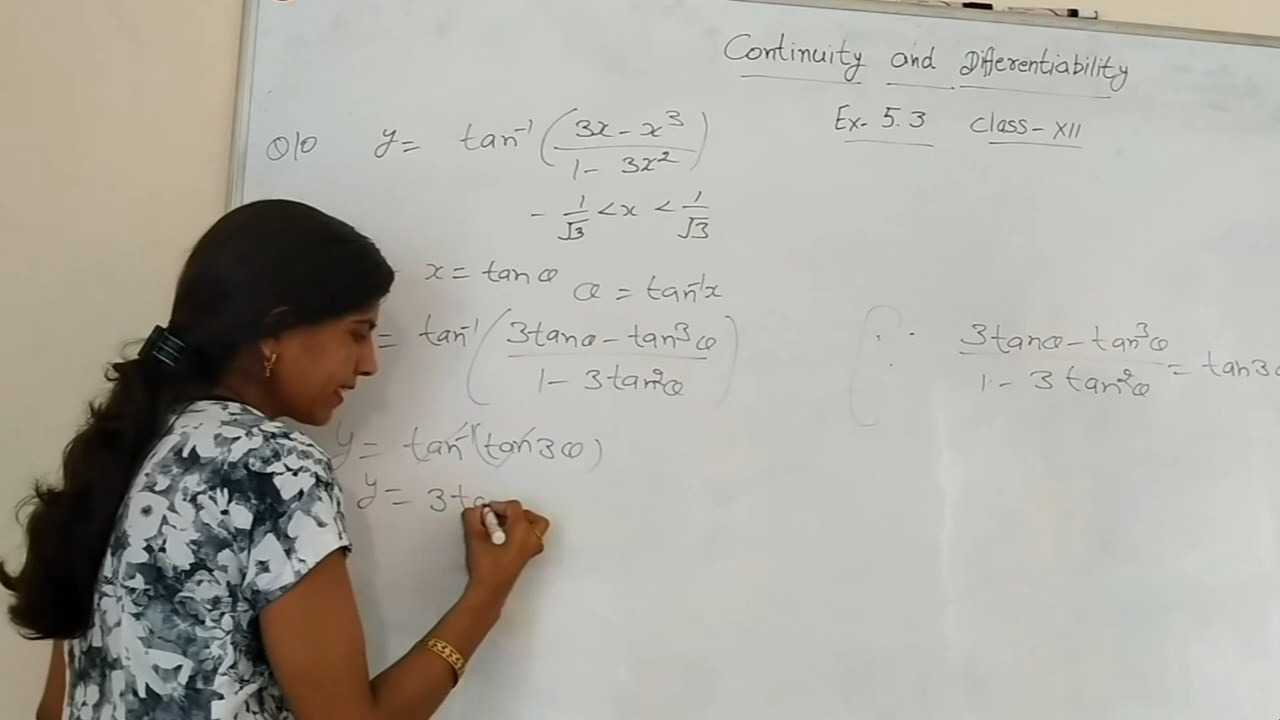 Continuity and Differentiability
Ex- 5.3 class-XII
Q10 y = tan⁻¹ (3x - x³ / 1 - 3x²)
- 1/√3 < x < 1/√3
x = tan θ θ = tan⁻¹x
= tan⁻¹ (3tanθ - tan³θ / 1 - 3tan²θ)
∵ 3tanθ - tan³θ / 1 - 3tan²θ = tan3θ
y = tan⁻¹(tan3θ)
y = 3ta